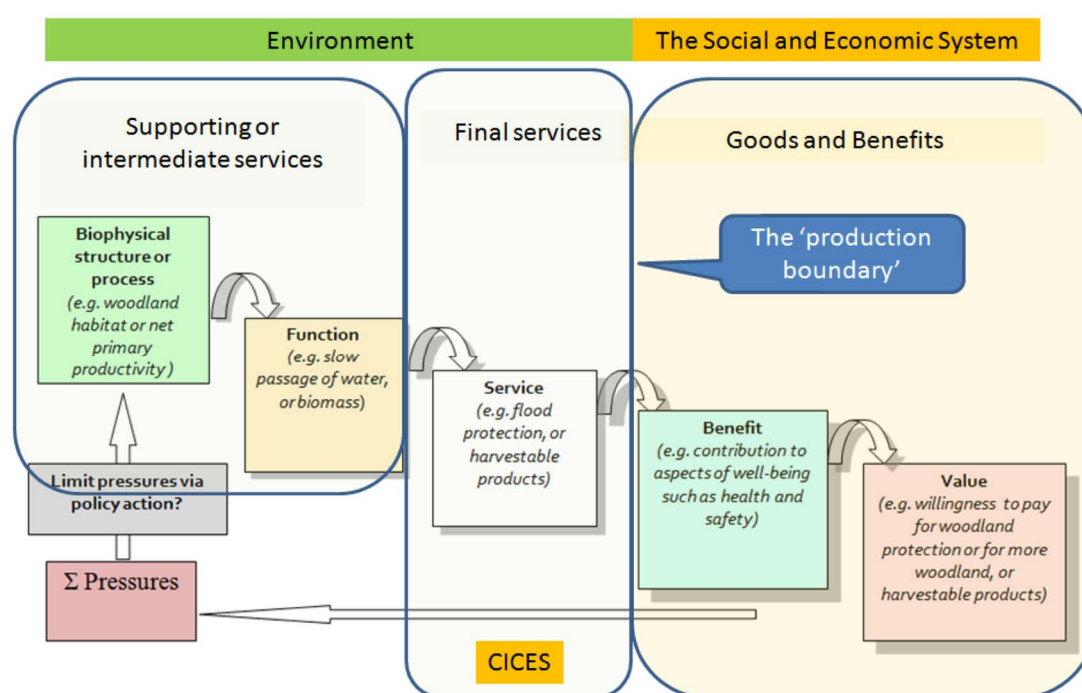 Environment
The Social and Economic System
Supporting or
intermediate services
Final services
Goods and Benefits
The ‘production
boundary’
Biophysical
structure or
process
(e.g. woodland
habitat or net
primary
productivity )
Function
(e.g. slow
passage of water,
or biomass)
Service
(e.g. flood
protection, or
harvestable
products)
Benefit
(e.g. contribution to
aspects of well-being
such as health and
safety)
Value
(e.g. willingness to pay
for woodland
protection or for more
woodland, or
harvestable products)
Limit pressures via
policy action?
Σ Pressures
CICES